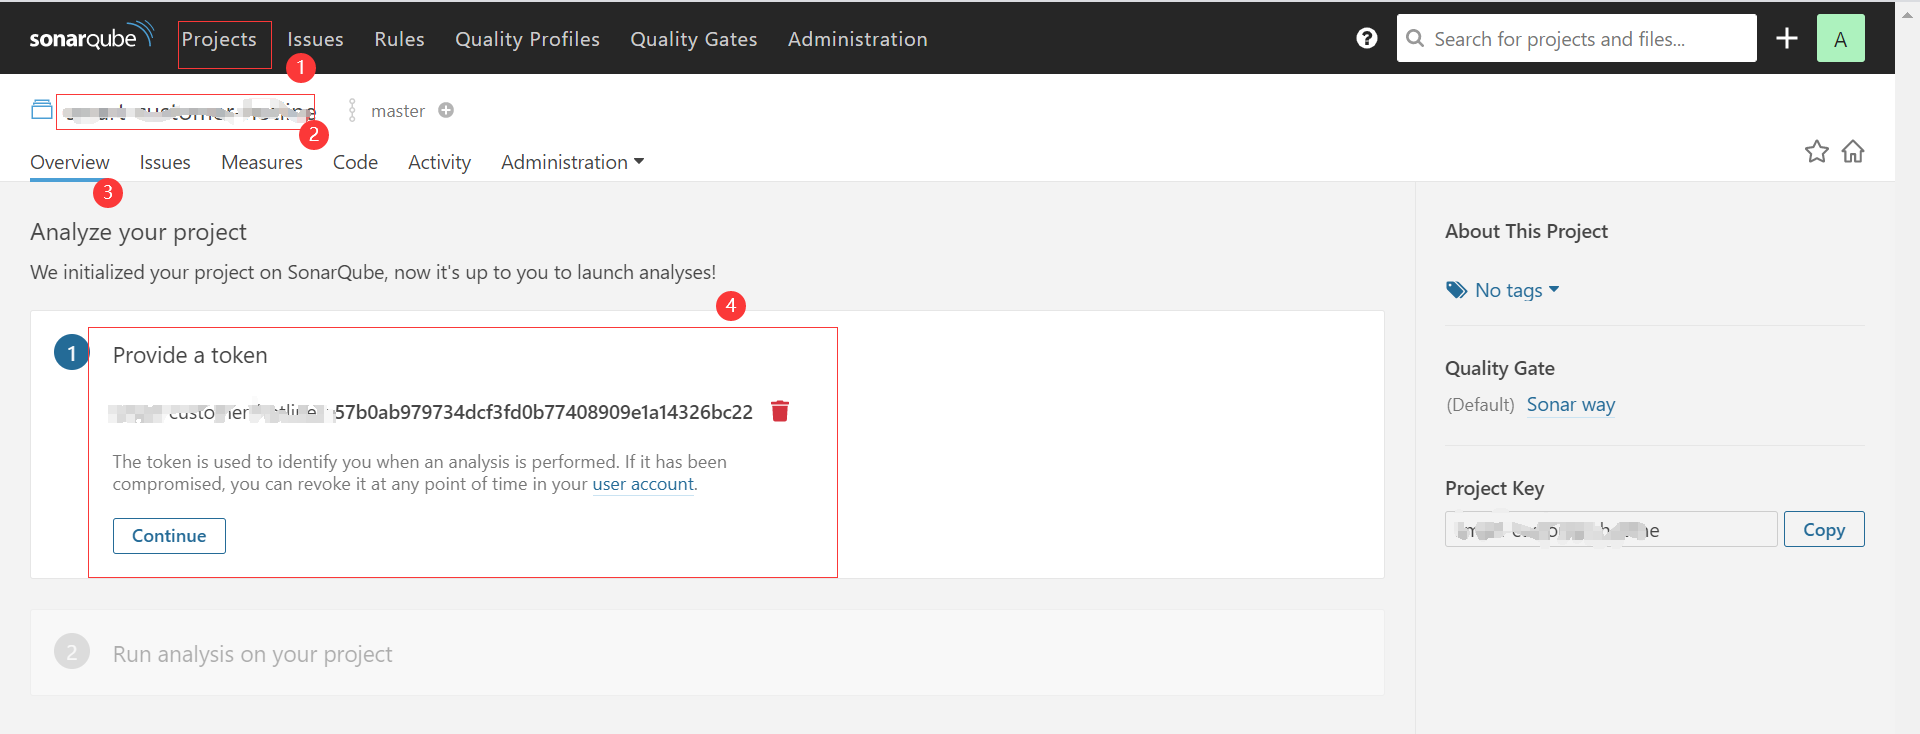 sonarqube Projects Issues Rules Quality Profiles Quality Gates Administration ? Search for projects and files... A
1
master
2
Overview Issues Measures Code Activity Administration
3
Analyze your project
We initialized your project on SonarQube, now it's up to you to launch analyses!
4
1 Provide a token
57b0ab979734dcf3fd0b77408909e1a14326bc22
The token is used to identify you when an analysis is performed. If it has been
compromised, you can revoke it at any point of time in your user account.
Continue
2 Run analysis on your project
About This Project
No tags
Quality Gate
(Default) Sonar way
Project Key
Copy